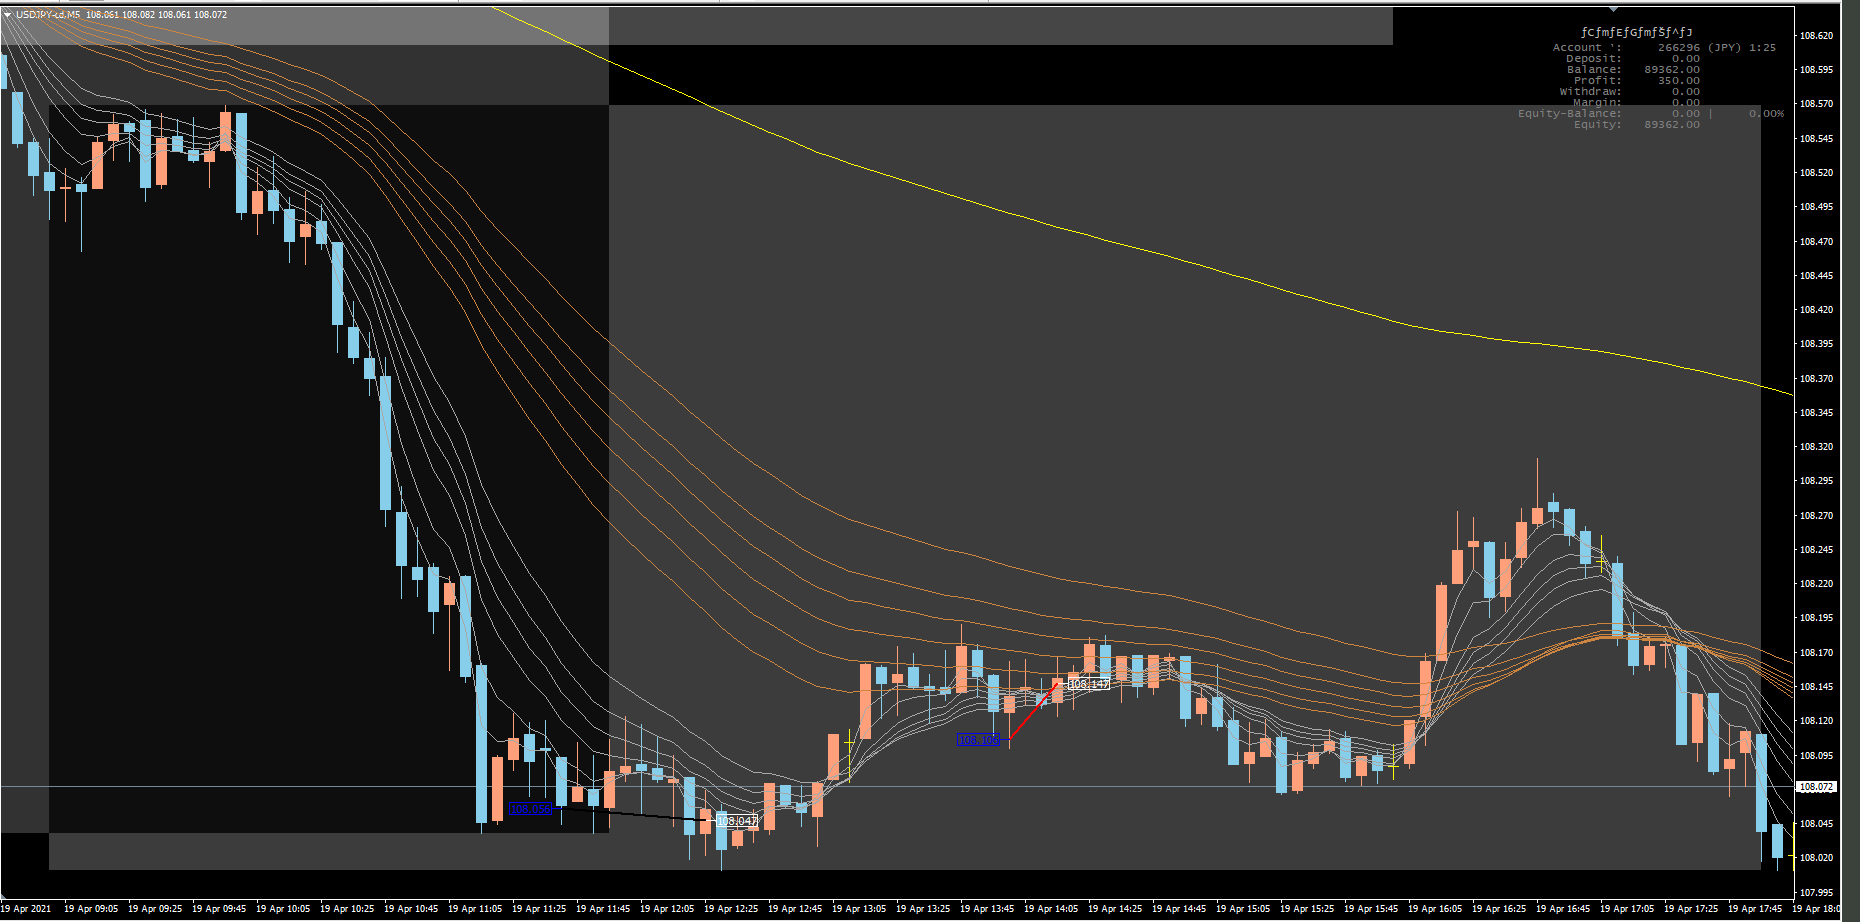 USDJPY-cd,M5 108.061 108.082 108.061 108.072
ƒCƒmƒEƒGƒmƒŠƒ^ƒJ
Account ¹: 266296 (JPY) 1:25
Deposit: 0.00
Balance: 89362.00
Profit: 350.00
Withdraw: 0.00
Margin: 0.00
Equity-Balance: 0.00 | 0.00%
Equity: 89362.00
108.620
108.595
108.570
108.545
108.520
108.495
108.470
108.445
108.420
108.395
108.370
108.345
108.320
108.295
108.270
108.245
108.220
108.195
108.170
108.147
108.145
108.120
108.106
108.095
108.072
108.047
108.045
108.020
107.995
19 Apr 2021 19 Apr 09:05 19 Apr 09:25 19 Apr 09:45 19 Apr 10:05 19 Apr 10:25 19 Apr 10:45 19 Apr 11:05 19 Apr 11:25 19 Apr 11:45 19 Apr 12:05 19 Apr 12:25 19 Apr 12:45 19 Apr 13:05 19 Apr 13:25 19 Apr 13:45 19 Apr 14:05 19 Apr 14:25 19 Apr 14:45 19 Apr 15:05 19 Apr 15:25 19 Apr 15:45 19 Apr 16:05 19 Apr 16:25 19 Apr 16:45 19 Apr 17:05 19 Apr 17:25 19 Apr 17:45 19 Apr 18:0